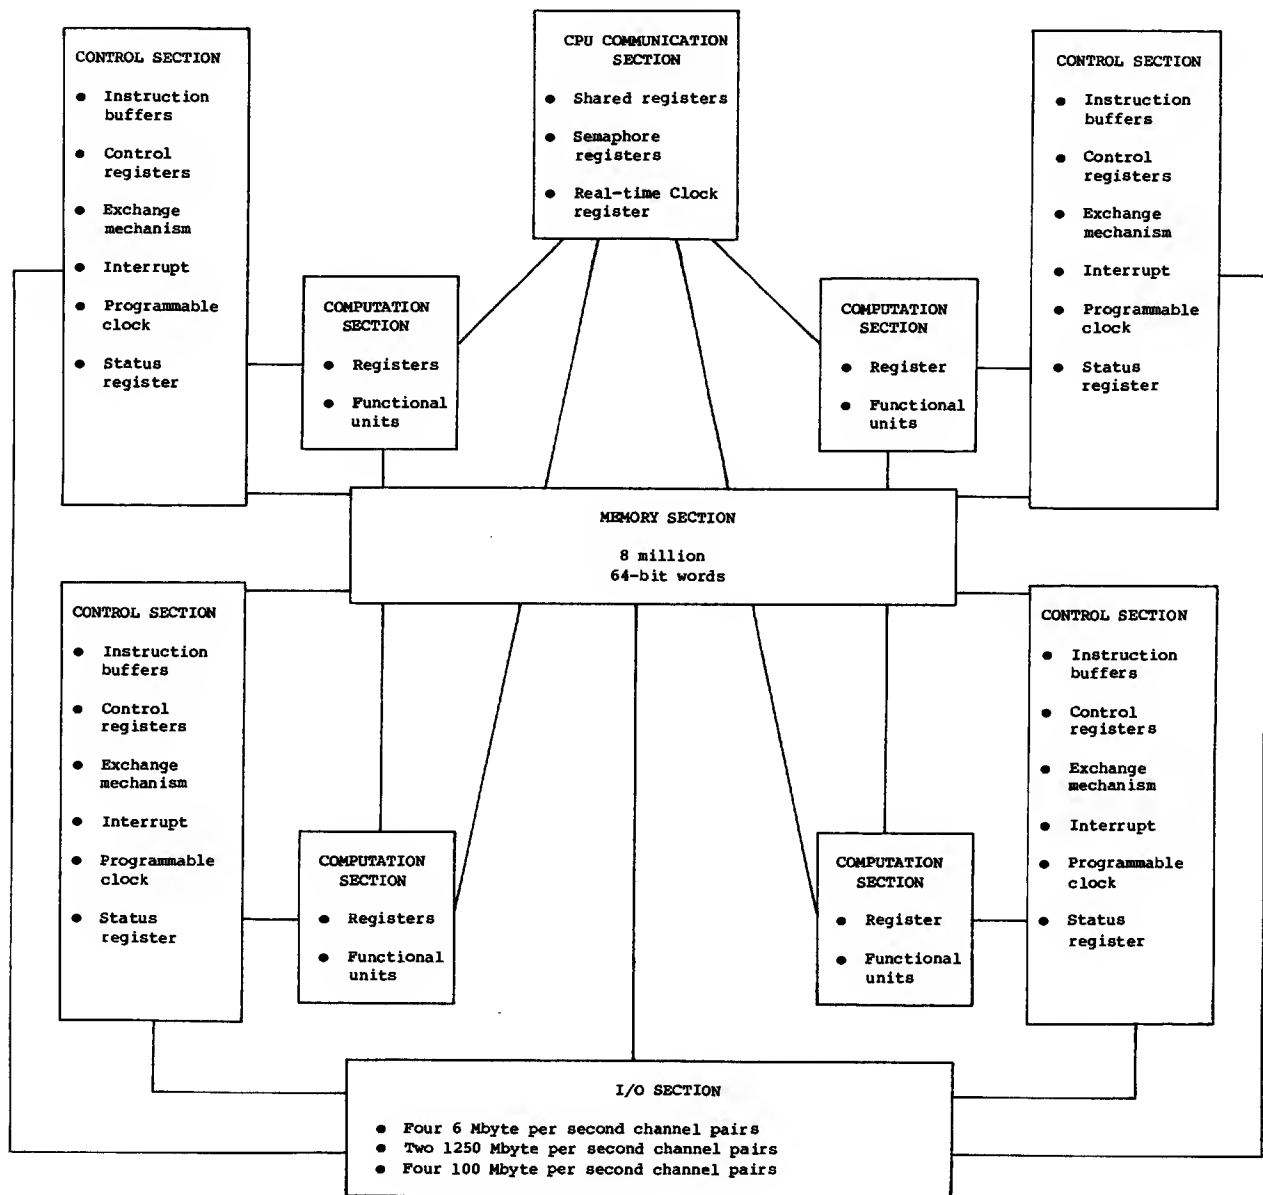 CONTROL SECTION
● Instruction
buffers
● Control
registers
● Exchange
mechanism
● Interrupt
● Programmable
clock
● Status
register
CPU COMMUNICATION
SECTION
● Shared registers
● Semaphore
registers
● Real-time Clock
register
CONTROL SECTION
● Instruction
buffers
● Control
registers
● Exchange
mechanism
● Interrupt
● Programmable
clock
● Status
register
COMPUTATION
SECTION
● Registers
● Functional
units
COMPUTATION
SECTION
● Register
● Functional
units
MEMORY SECTION
8 million
64-bit words
CONTROL SECTION
● Instruction
buffers
● Control
registers
● Exchange
mechanism
● Interrupt
● Programmable
clock
● Status
register
COMPUTATION
SECTION
● Registers
● Functional
units
COMPUTATION
SECTION
● Register
● Functional
units
CONTROL SECTION
● Instruction
buffers
● Control
registers
● Exchange
mechanism
● Interrupt
● Programmable
clock
● Status
register
I/O SECTION
● Four 6 Mbyte per second channel pairs
● Two 1250 Mbyte per second channel pairs
● Four 100 Mbyte per second channel pairs